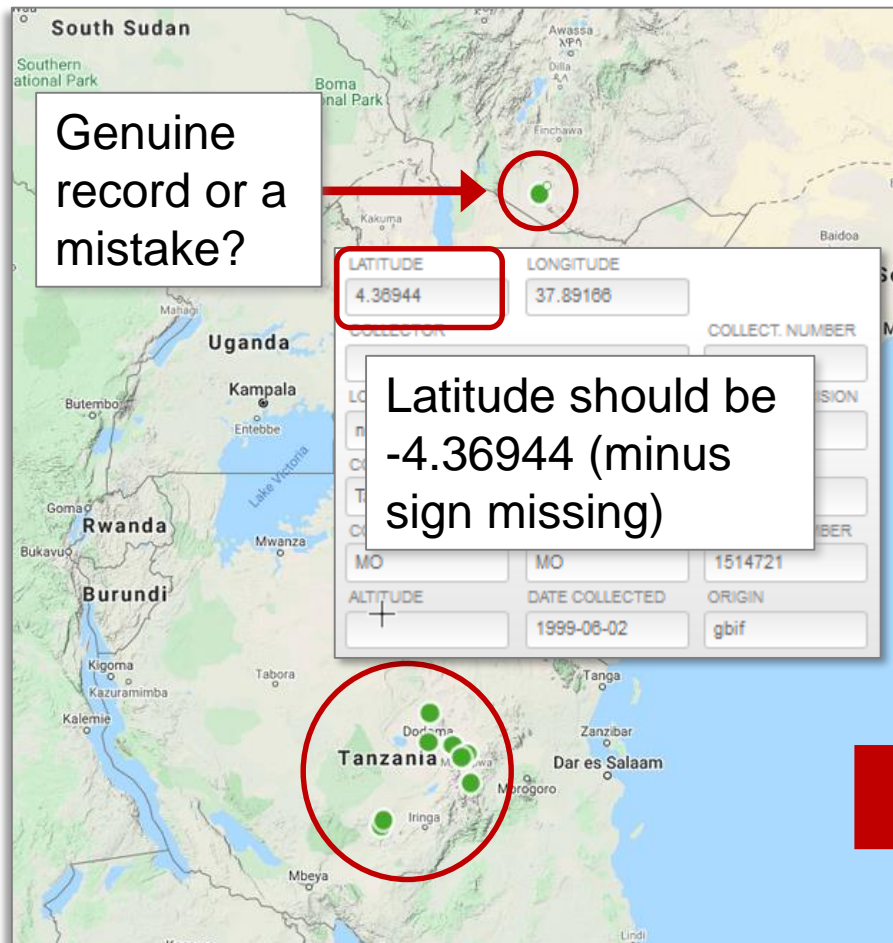 South Sudan
Southern
ational Park
Boma
nal Park
Awassa
Dilla
Finchawa
Genuine
record or a
mistake?
Kakuma
Baidoa
LATITUDE
LONGITUDE
4.36944
37.89166
COLLECTOR
COLLECT. NUMBER
Mahagi
Uganda
Kampala
Entebbe
Butembo
Lake Victoria
Latitude should be
-4.36944 (minus
sign missing)
Goma
Rwanda
Bukavu
Mwanza
MO
MO
1514721
Burundi
ALTITUDE
DATE COLLECTED
ORIGIN
1999-06-02
gbif
Kigoma
Kazuramimba
Tabora
Tanga
Kalemie
Dodoma
Zanzibar
Tanzania
Dar es Salaam
Morogoro
Iringa
Mbeya
Lindi